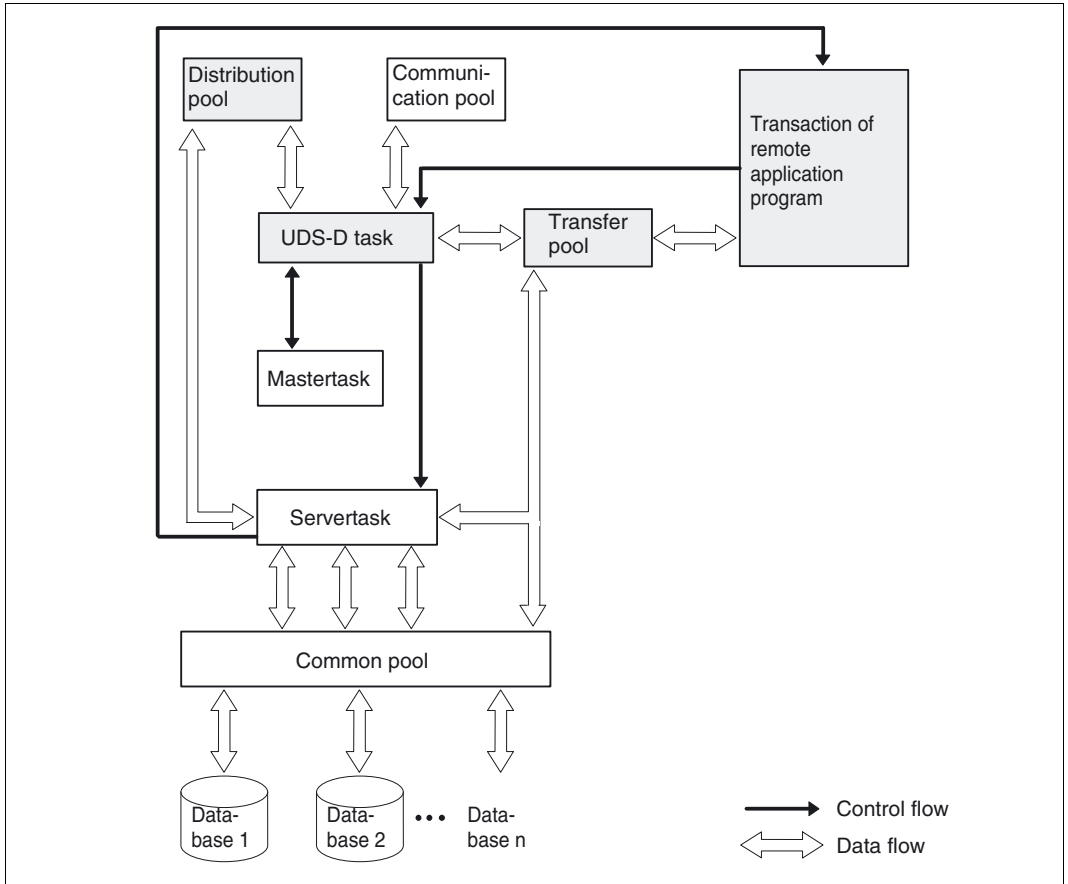 Distribution
pool
Communi-
cation pool
Transaction of
remote
application
program
UDS-D task
Transfer
pool
Mastertask
Servertask
Common pool
Data-
base 1
Data-
base 2
•••
Data-
base n
Control flow
Data flow